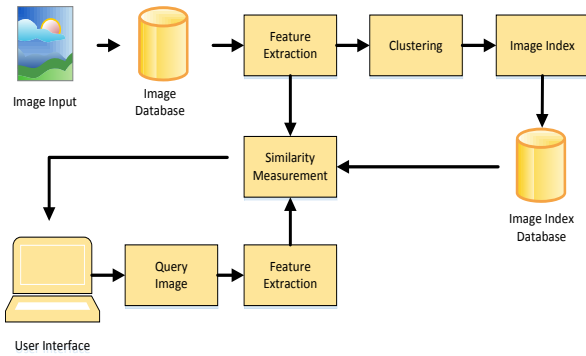 Feature
Extraction
Clustering
Image Index
Image Input
Image
Database
Similarity
Measurement
Image Index
Database
Query
Image
Feature
Extraction
User Interface